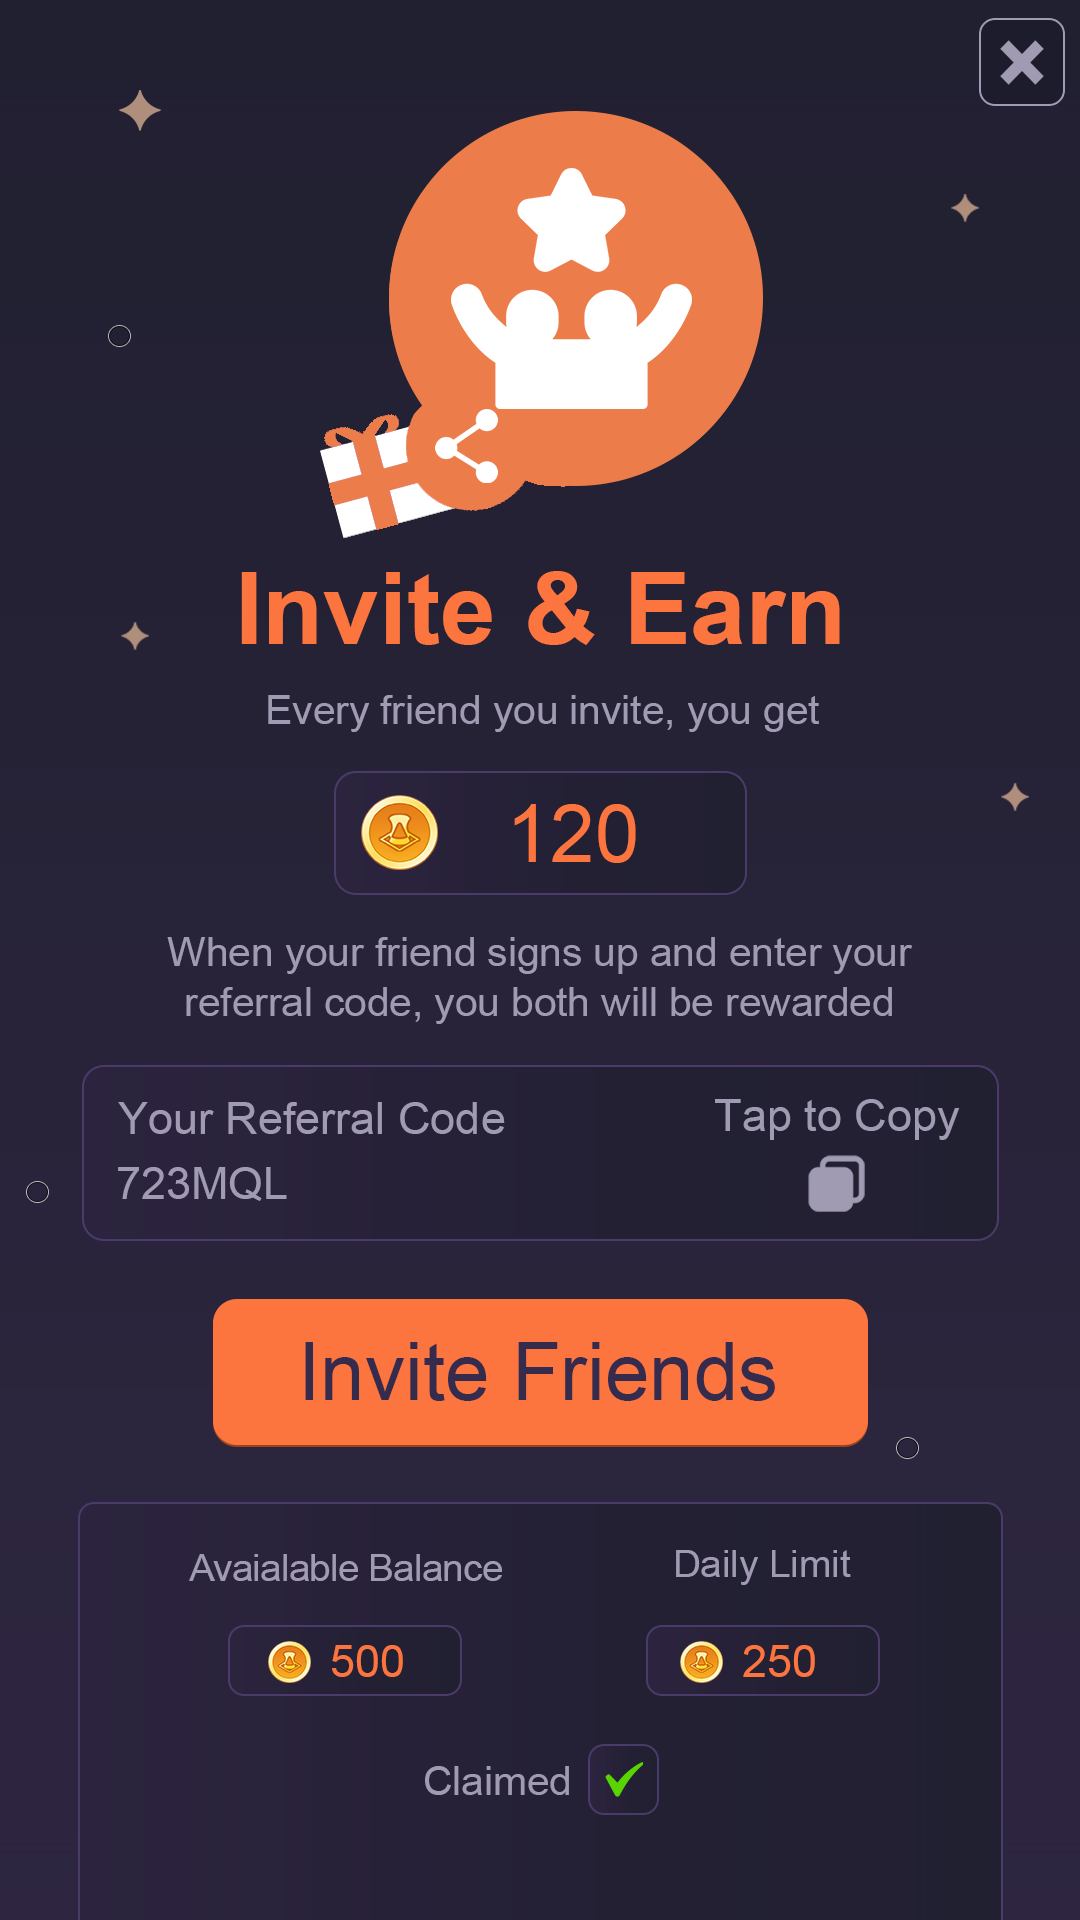 Invite & Earn
Every friend you invite, you get
120
When your friend signs up and enter your
referral code, you both will be rewarded
Your Referral Code
Tap to Copy
723MQL
Invite Friends
Avaialable Balance
Daily Limit
500
250
Claimed